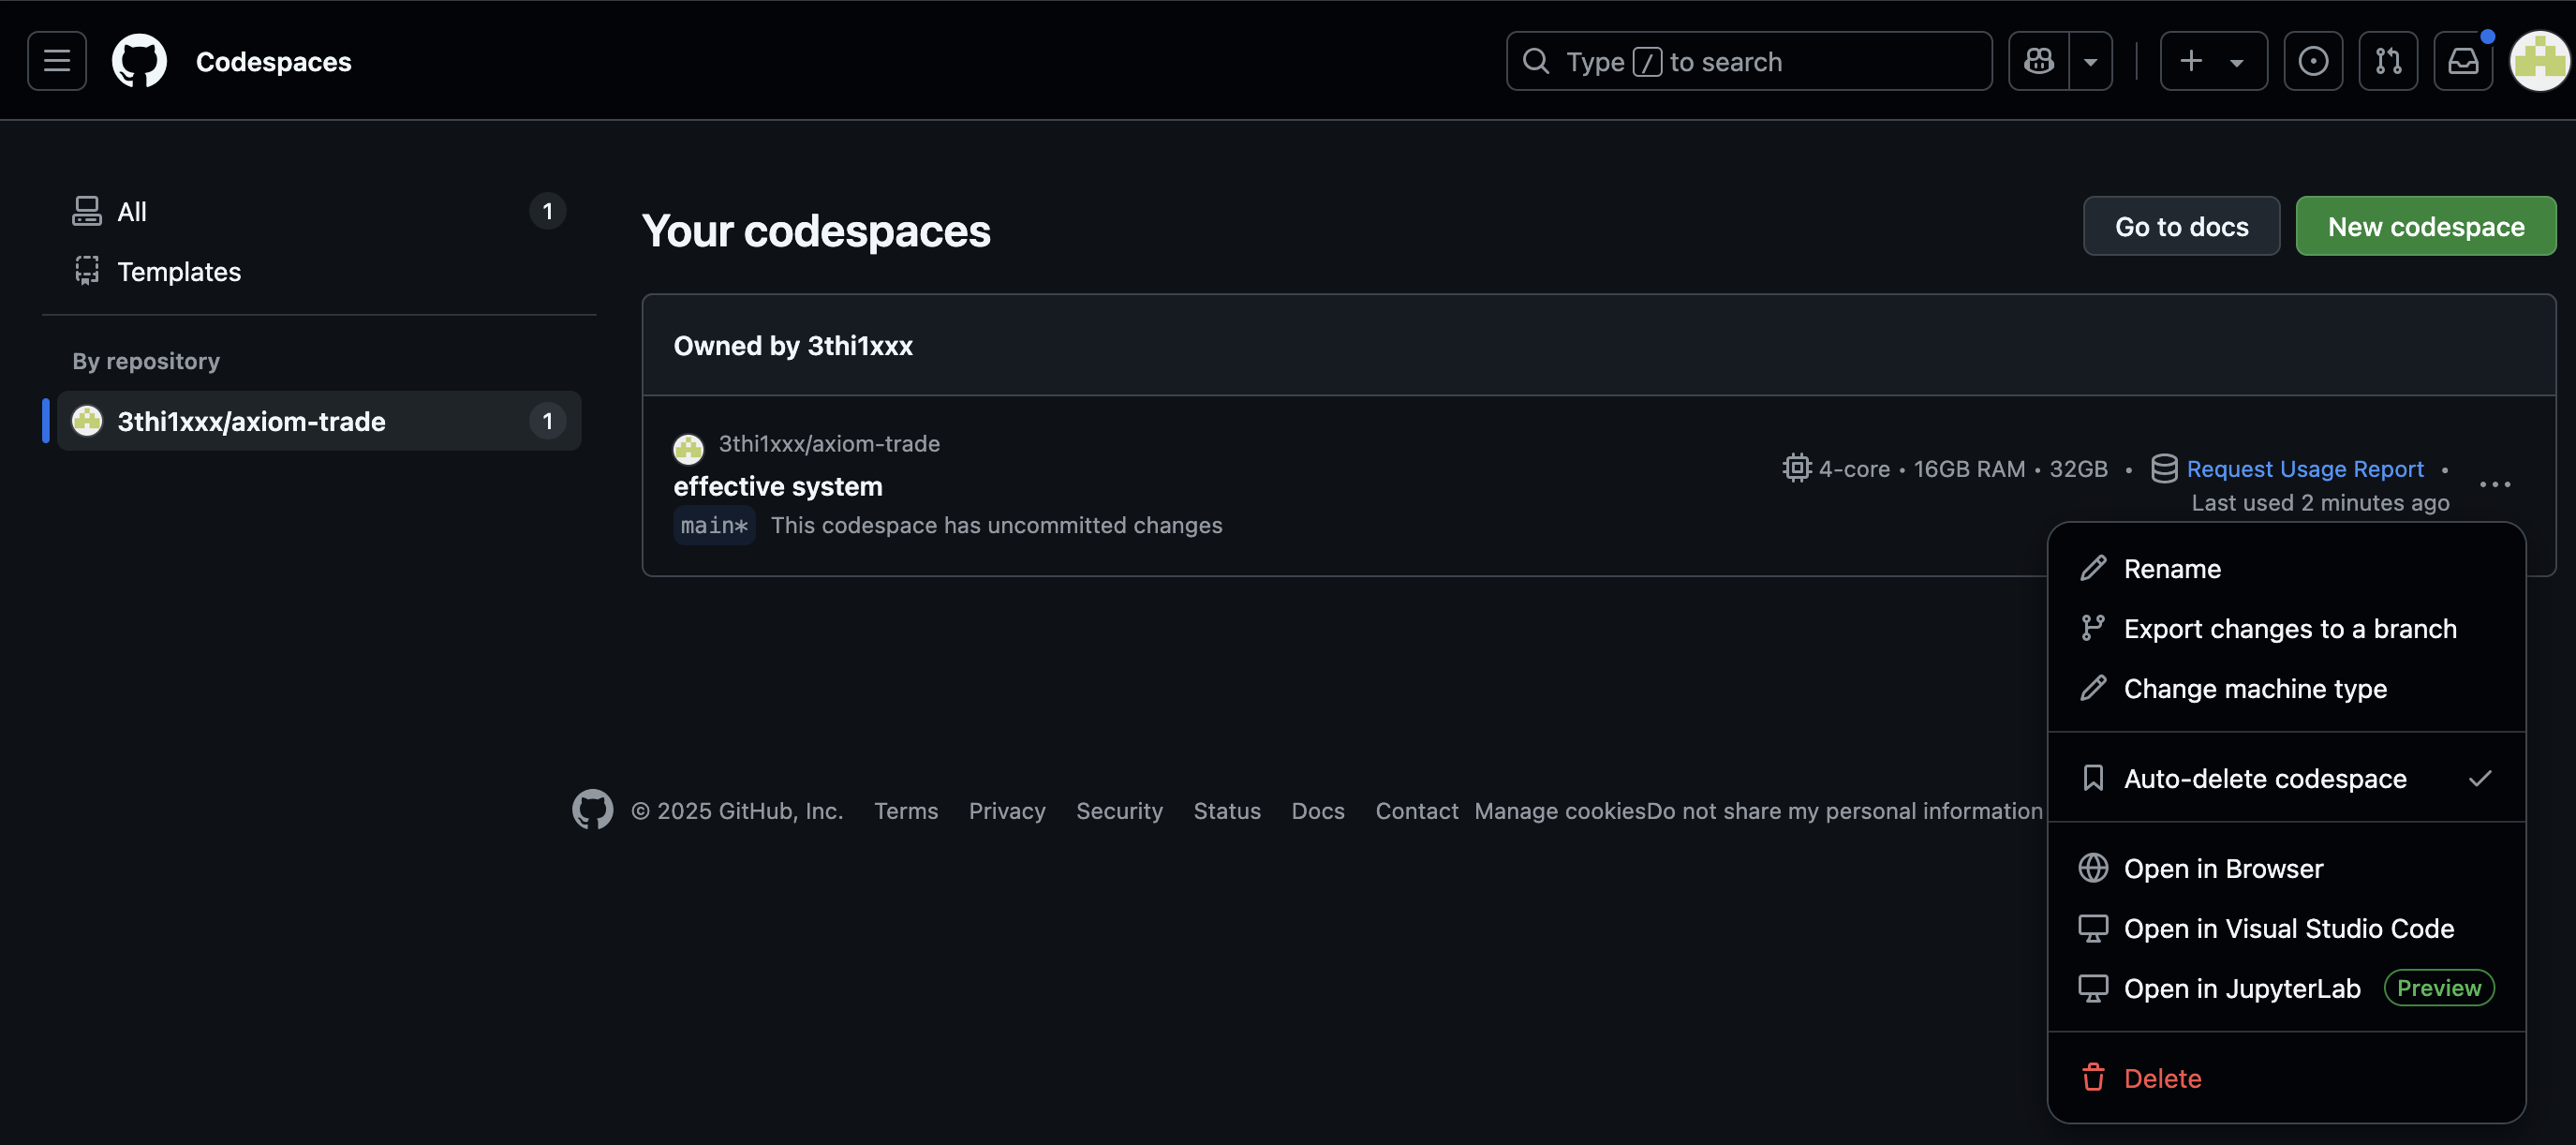 Codespaces
Type / to search
All 1
Templates
By repository
3thi1xxx/axiom-trade 1
Your codespaces
Go to docs
New codespace
Owned by 3thi1xxx
3thi1xxx/axiom-trade
effective system
main* This codespace has uncommitted changes
4-core • 16GB RAM • 32GB • Request Usage Report •
Last used 2 minutes ago
Rename
Export changes to a branch
Change machine type
Auto-delete codespace
Open in Browser
Open in Visual Studio Code
Open in JupyterLab Preview
Delete
© 2025 GitHub, Inc. Terms Privacy Security Status Docs Contact Manage cookiesDo not share my personal information